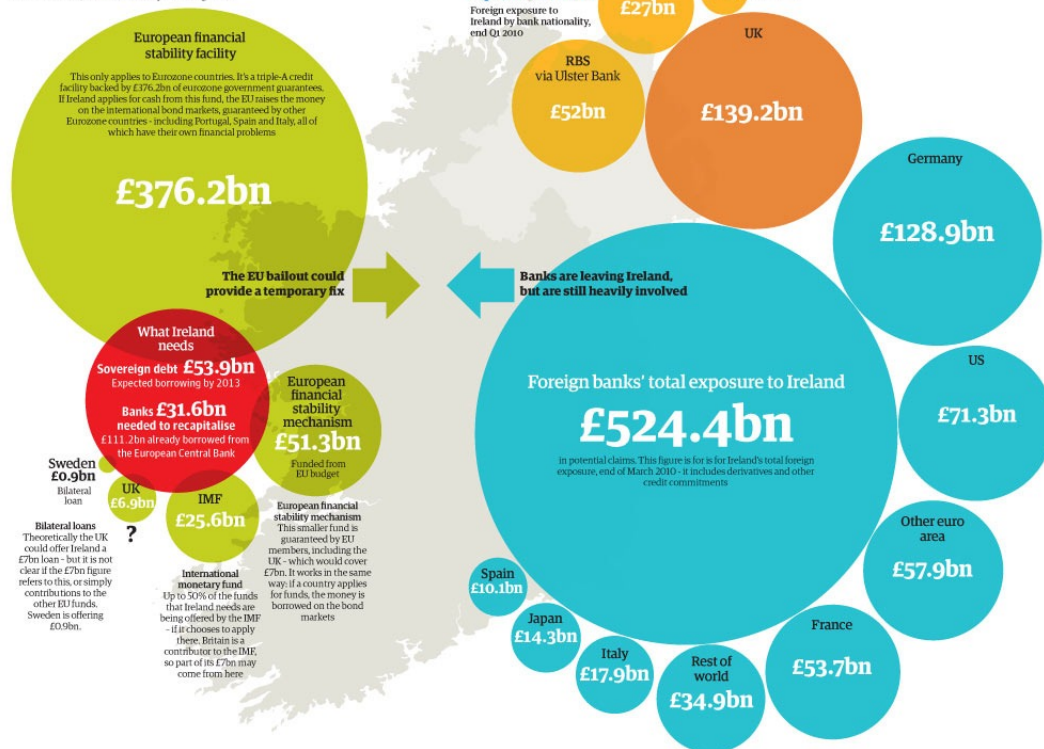 European financial
stability facility
This only applies to Eurozone countries. It's a triple-A credit
facility backed by £376.2bn of eurozone government guarantees.
If Ireland applies for cash from this fund, the EU raises the money
on the international bond markets, guaranteed by other
Eurozone countries - including Portugal, Spain and Italy, all of
which have their own financial problems
£376.2bn
The EU bailout could
provide a temporary fix
What Ireland
needs
Sovereign debt £53.9bn
Expected borrowing by 2013
Banks £31.6bn
needed to recapitalise
£111.2bn already borrowed from
the European Central Bank
European
financial
stability
mechanism
£51.3bn
Funded from
EU budget
Sweden
£0.9bn
Bilateral
loan
UK
£6.9bn
?
IMF
£25.6bn
Bilateral loans
Theoretically the UK
could offer Ireland a
£7bn loan - but it is not
clear if the £7bn figure
refers to this, or simply
contributions to the
other EU funds.
Sweden is offering
£0.9bn.
International
monetary fund
Up to 50% of the funds
that Ireland needs are
being offered by the IMF
- if it chooses to apply
there. Britain is a
contributor to the IMF,
so part of its £7bn may
come from here
European financial
stability mechanism
This smaller fund is
guaranteed by EU
members, including the
UK - which would cover
£7bn. It works in the same
way: if a country applies
for funds, the money is
borrowed on the bond
markets
Foreign exposure to
Ireland by bank nationality,
end Q1 2010
£27bn
RBS
via Ulster Bank
£52bn
UK
£139.2bn
Germany
£128.9bn
Banks are leaving Ireland,
but are still heavily involved
Foreign banks' total exposure to Ireland
£524.4bn
in potential claims. This figure is for is for Ireland's total foreign
exposure, end of March 2010 - it includes derivatives and other
credit commitments
US
£71.3bn
Other euro
area
£57.9bn
France
£53.7bn
Rest of
world
£34.9bn
Italy
£17.9bn
Japan
£14.3bn
Spain
£10.1bn